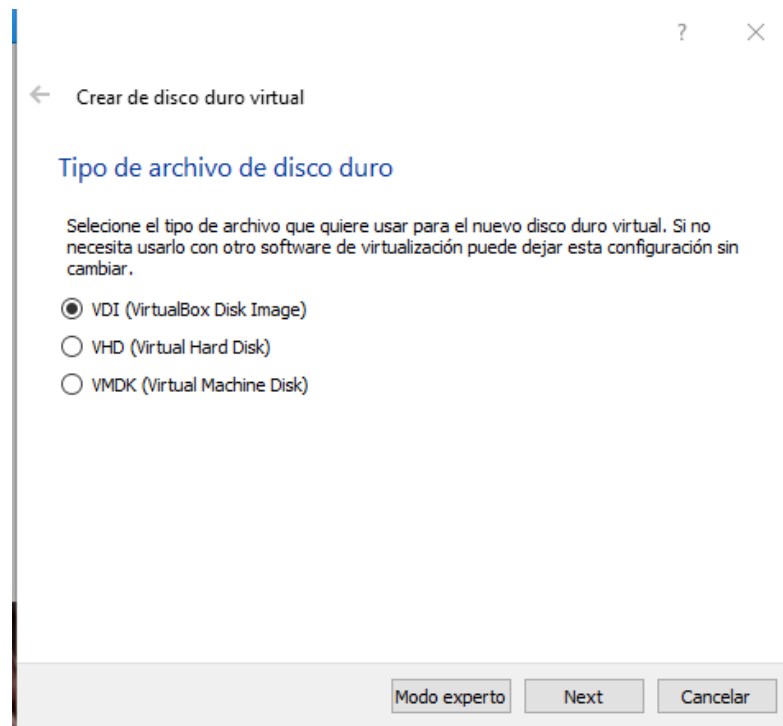 ?
Crear de disco duro virtual
Tipo de archivo de disco duro
Selecione el tipo de archivo que quiere usar para el nuevo disco duro virtual. Si no
necesita usarlo con otro software de virtualización puede dejar esta configuración sin
cambiar.
VDI (VirtualBox Disk Image)
VHD (Virtual Hard Disk)
VMDK (Virtual Machine Disk)
Modo experto Next Cancelar